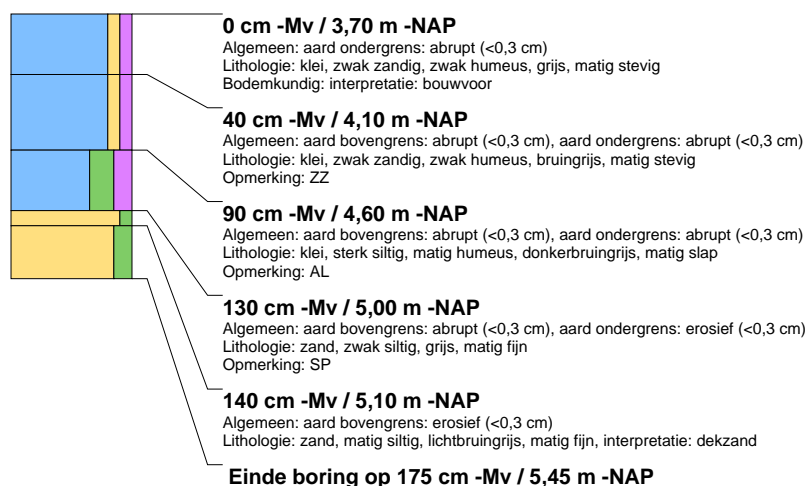 0 cm -Mv / 3,70 m -NAP
Algemeen: aard ondergrens: abrupt (<0,3 cm)
Lithologie: klei, zwak zandig, zwak humeus, grijs, matig stevig
Bodemkundig: interpretatie: bouwvoor
40 cm -Mv / 4,10 m -NAP
Algemeen: aard bovengrens: abrupt (<0,3 cm), aard ondergrens: abrupt (<0,3 cm)
Lithologie: klei, zwak zandig, zwak humeus, bruingrijs, matig stevig
Opmerking: ZZ
90 cm -Mv / 4,60 m -NAP
Algemeen: aard bovengrens: abrupt (<0,3 cm), aard ondergrens: abrupt (<0,3 cm)
Lithologie: klei, sterk siltig, matig humeus, donkerbruingrijs, matig slap
Opmerking: AL
130 cm -Mv / 5,00 m -NAP
Algemeen: aard bovengrens: abrupt (<0,3 cm), aard ondergrens: erosief (<0,3 cm)
Lithologie: zand, zwak siltig, grijs, matig fijn
Opmerking: SP
140 cm -Mv / 5,10 m -NAP
Algemeen: aard bovengrens: erosief (<0,3 cm)
Lithologie: zand, matig siltig, lichtbruingrijs, matig fijn, interpretatie: dekzand
Einde boring op 175 cm -Mv / 5,45 m -NAP